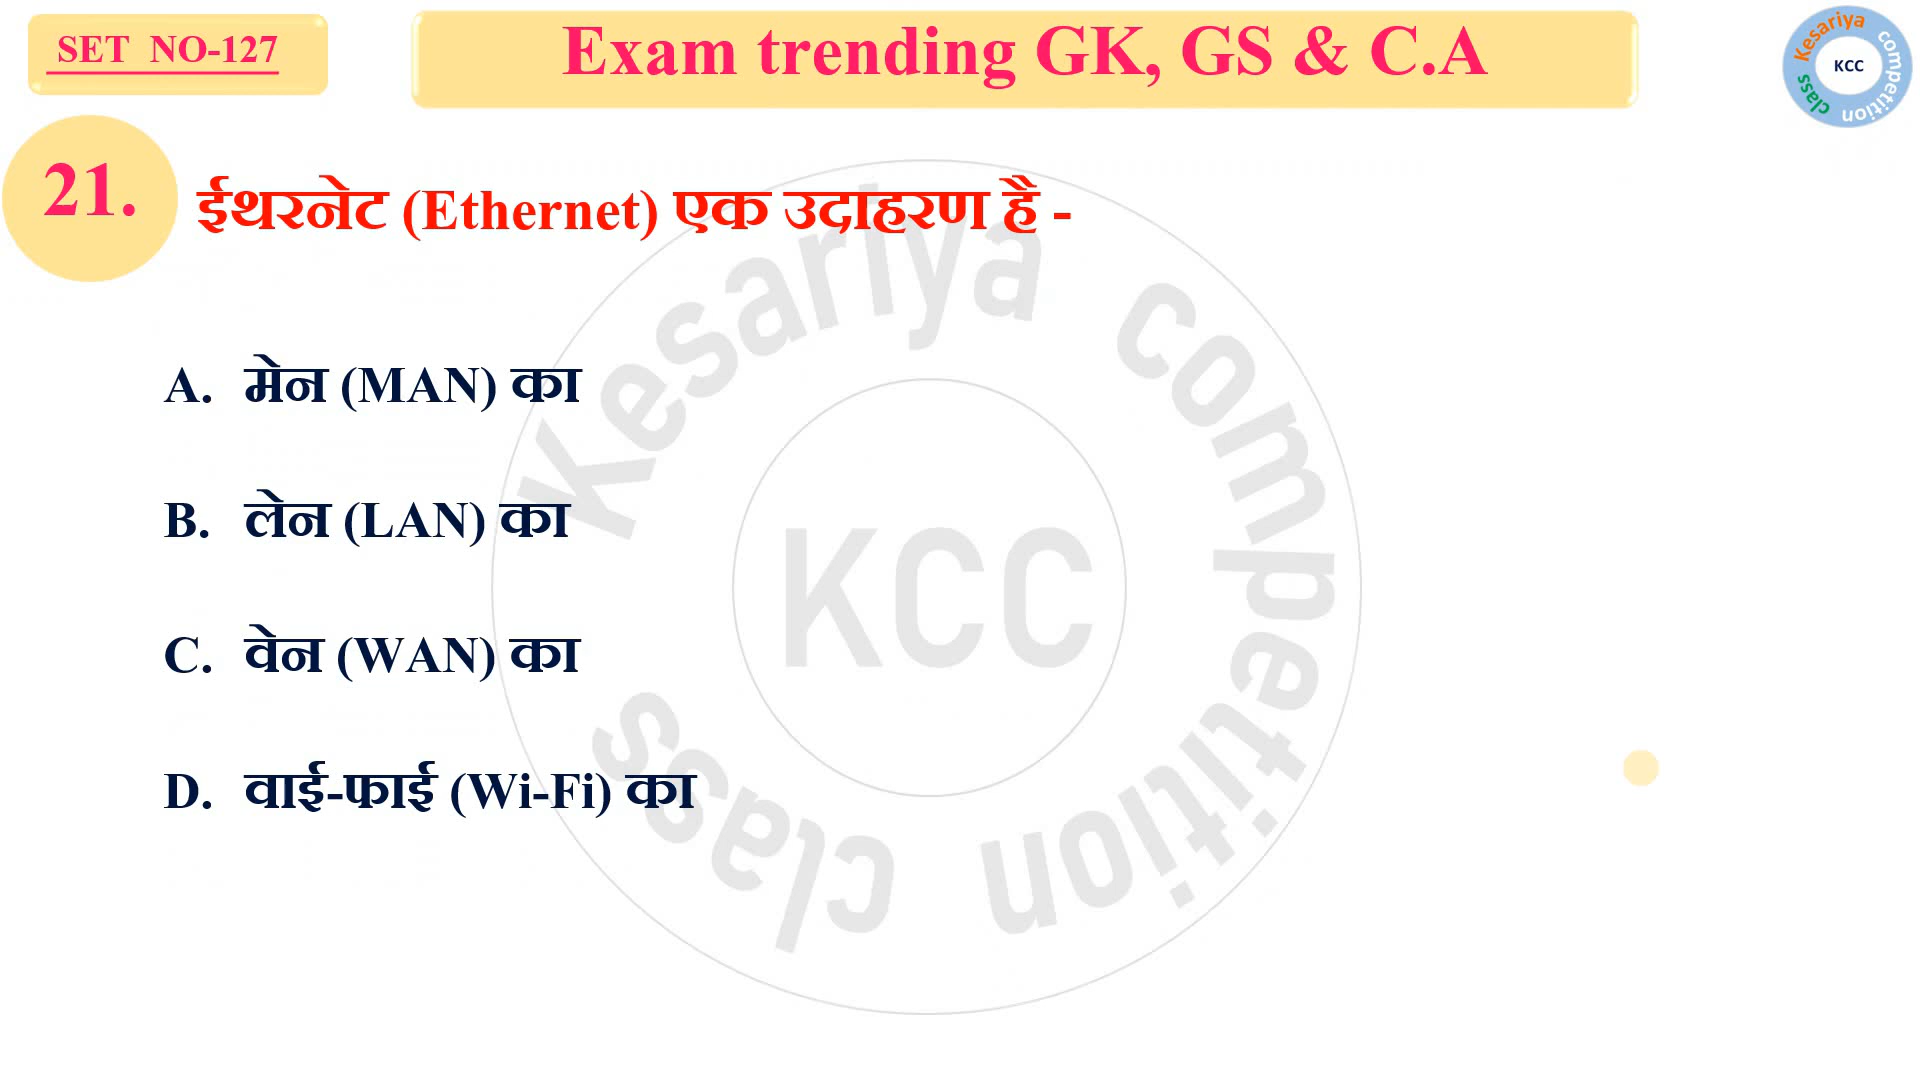 SET NO-127
Exam trending GK, GS & C.A
Kesariya competition class
KCC
21.
ईथरनेट (Ethernet) एक उदाहरण है -
A. मेन (MAN) का
B. लेन (LAN) का
C. वेन (WAN) का
D. वाई-फाई (Wi-Fi) का
Kesariya competition class
KCC